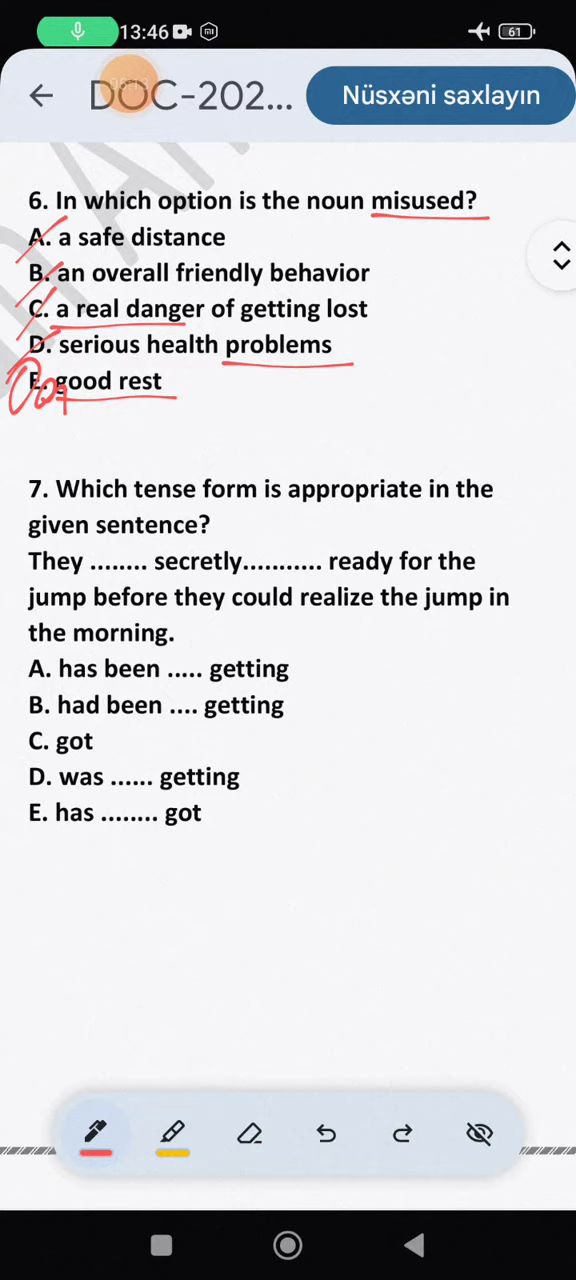 13:46
61
DOC-202...
Nüsxəni saxlayın
6. In which option is the noun misused?
A. a safe distance
B. an overall friendly behavior
C. a real danger of getting lost
D. serious health problems
E. good rest
7. Which tense form is appropriate in the
given sentence?
They ........ secretly........... ready for the
jump before they could realize the jump in
the morning.
A. has been ..... getting
B. had been .... getting
C. got
D. was ...... getting
E. has ........ got